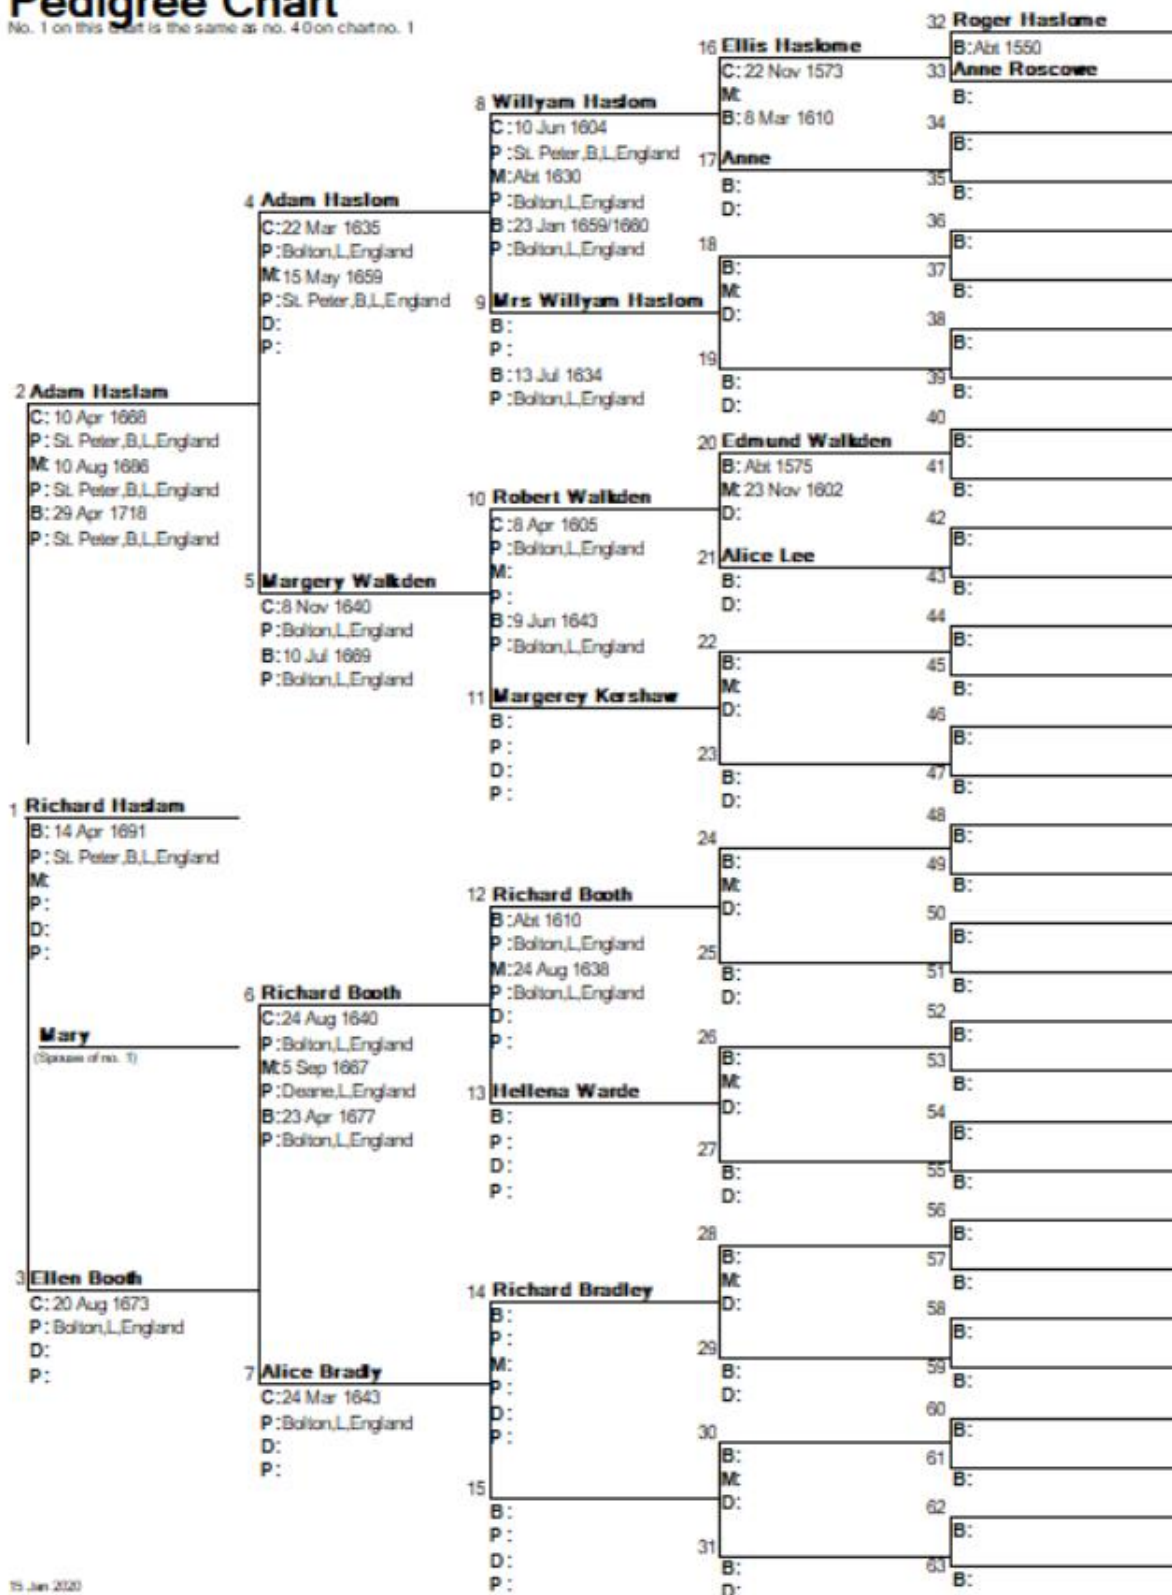 Pedigree Chart
No. 1 on this chart is the same as no. 40 on chart no. 1
2 Adam Haslam
C: 10 Apr 1668
P: St. Peter,B,L,England
M: 10 Aug 1686
P: St. Peter,B,L,England
B: 29 Apr 1718
P: St. Peter,B,L,England
1 Richard Haslam
B: 14 Apr 1691
P: St. Peter,B,L,England
M:
P:
D:
P:
Mary
(Spouse of no. 1)
3 Ellen Booth
C: 20 Aug 1673
P: Bolton,L,England
D:
P:
4 Adam Haslom
C: 22 Mar 1635
P: Bolton,L,England
M: 15 May 1659
P: St. Peter,B,L,England
D:
P:
5 Margery Walkden
C: 8 Nov 1640
P: Bolton,L,England
B: 10 Jul 1669
P: Bolton,L,England
6 Richard Booth
C: 24 Aug 1640
P: Bolton,L,England
M: 5 Sep 1667
P: Deane,L,England
B: 23 Apr 1677
P: Bolton,L,England
7 Alice Bradly
C: 24 Mar 1643
P: Bolton,L,England
D:
P:
8 Willyam Haslom
C: 10 Jun 1604
P: St. Peter,B,L,England
M: Abt 1630
P: Bolton,L,England
B: 23 Jan 1659/1660
P: Bolton,L,England
9 Mrs Willyam Haslom
B:
P:
B: 13 Jul 1634
P: Bolton,L,England
10 Robert Walkden
C: 8 Apr 1605
P: Bolton,L,England
M:
P:
B: 9 Jun 1643
P: Bolton,L,England
11 Margerey Kershaw
B:
P:
D:
P:
12 Richard Booth
B: Abt 1610
P: Bolton,L,England
M: 24 Aug 1638
P: Bolton,L,England
D:
P:
13 Hellena Warde
B:
P:
D:
P:
14 Richard Bradley
B:
P:
M:
P:
D:
P:
15
B:
P:
D:
P:
16 Ellis Haslome
C: 22 Nov 1573
M:
B: 8 Mar 1610
17 Anne
B:
D:
18
B:
M:
D:
19
B:
D:
20 Edmund Walkden
B: Abt 1575
M: 23 Nov 1602
D:
21 Alice Lee
B:
D:
22
B:
M:
D:
23
B:
D:
24
B:
M:
D:
25
B:
D:
26
B:
M:
D:
27
B:
D:
28
B:
M:
D:
29
B:
D:
30
B:
M:
D:
31
B:
D:
32 Roger Haslome
B: Abt 1550
33 Anne Roscowe
B:
34
B:
35
B:
36
B:
37
B:
38
B:
39
B:
40
B:
41
B:
42
B:
43
B:
44
B:
45
B:
46
B:
47
B:
48
B:
49
B:
50
B:
51
B:
52
B:
53
B:
54
B:
55
B:
56
B:
57
B:
58
B:
59
B:
60
B:
61
B:
62
B:
63
B:
15 Jan 2020